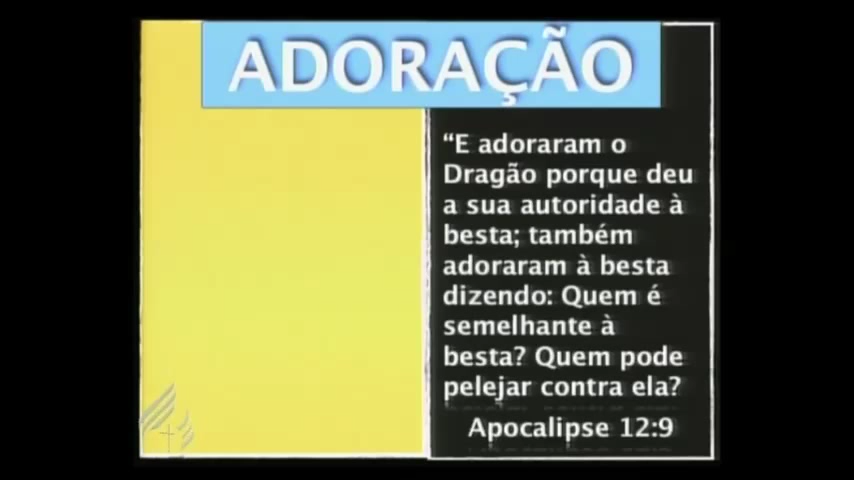 ADORAÇÃO
“E adoraram o
Dragão porque deu
a sua autoridade à
besta; também
adoraram à besta
dizendo: Quem é
semelhante à
besta? Quem pode
pelejar contra ela?
Apocalipse 12:9